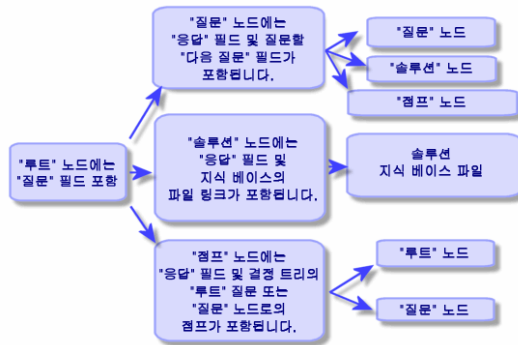 "루트" 노드에는
"질문" 필드 포함
"질문" 노드에는
"응답" 필드 및 질문할
"다음 질문" 필드가
포함됩니다.
"질문" 노드
"솔루션" 노드
"점프" 노드
"솔루션" 노드에는
"응답" 필드 및
지식 베이스의
파일 링크가 포함됩니다.
솔루션
지식 베이스 파일
"점프" 노드에는
"응답" 필드 및 결정 트리의
"루트" 질문 또는
"질문" 노드로의
점프가 포함됩니다.
"루트" 노드
"질문" 노드